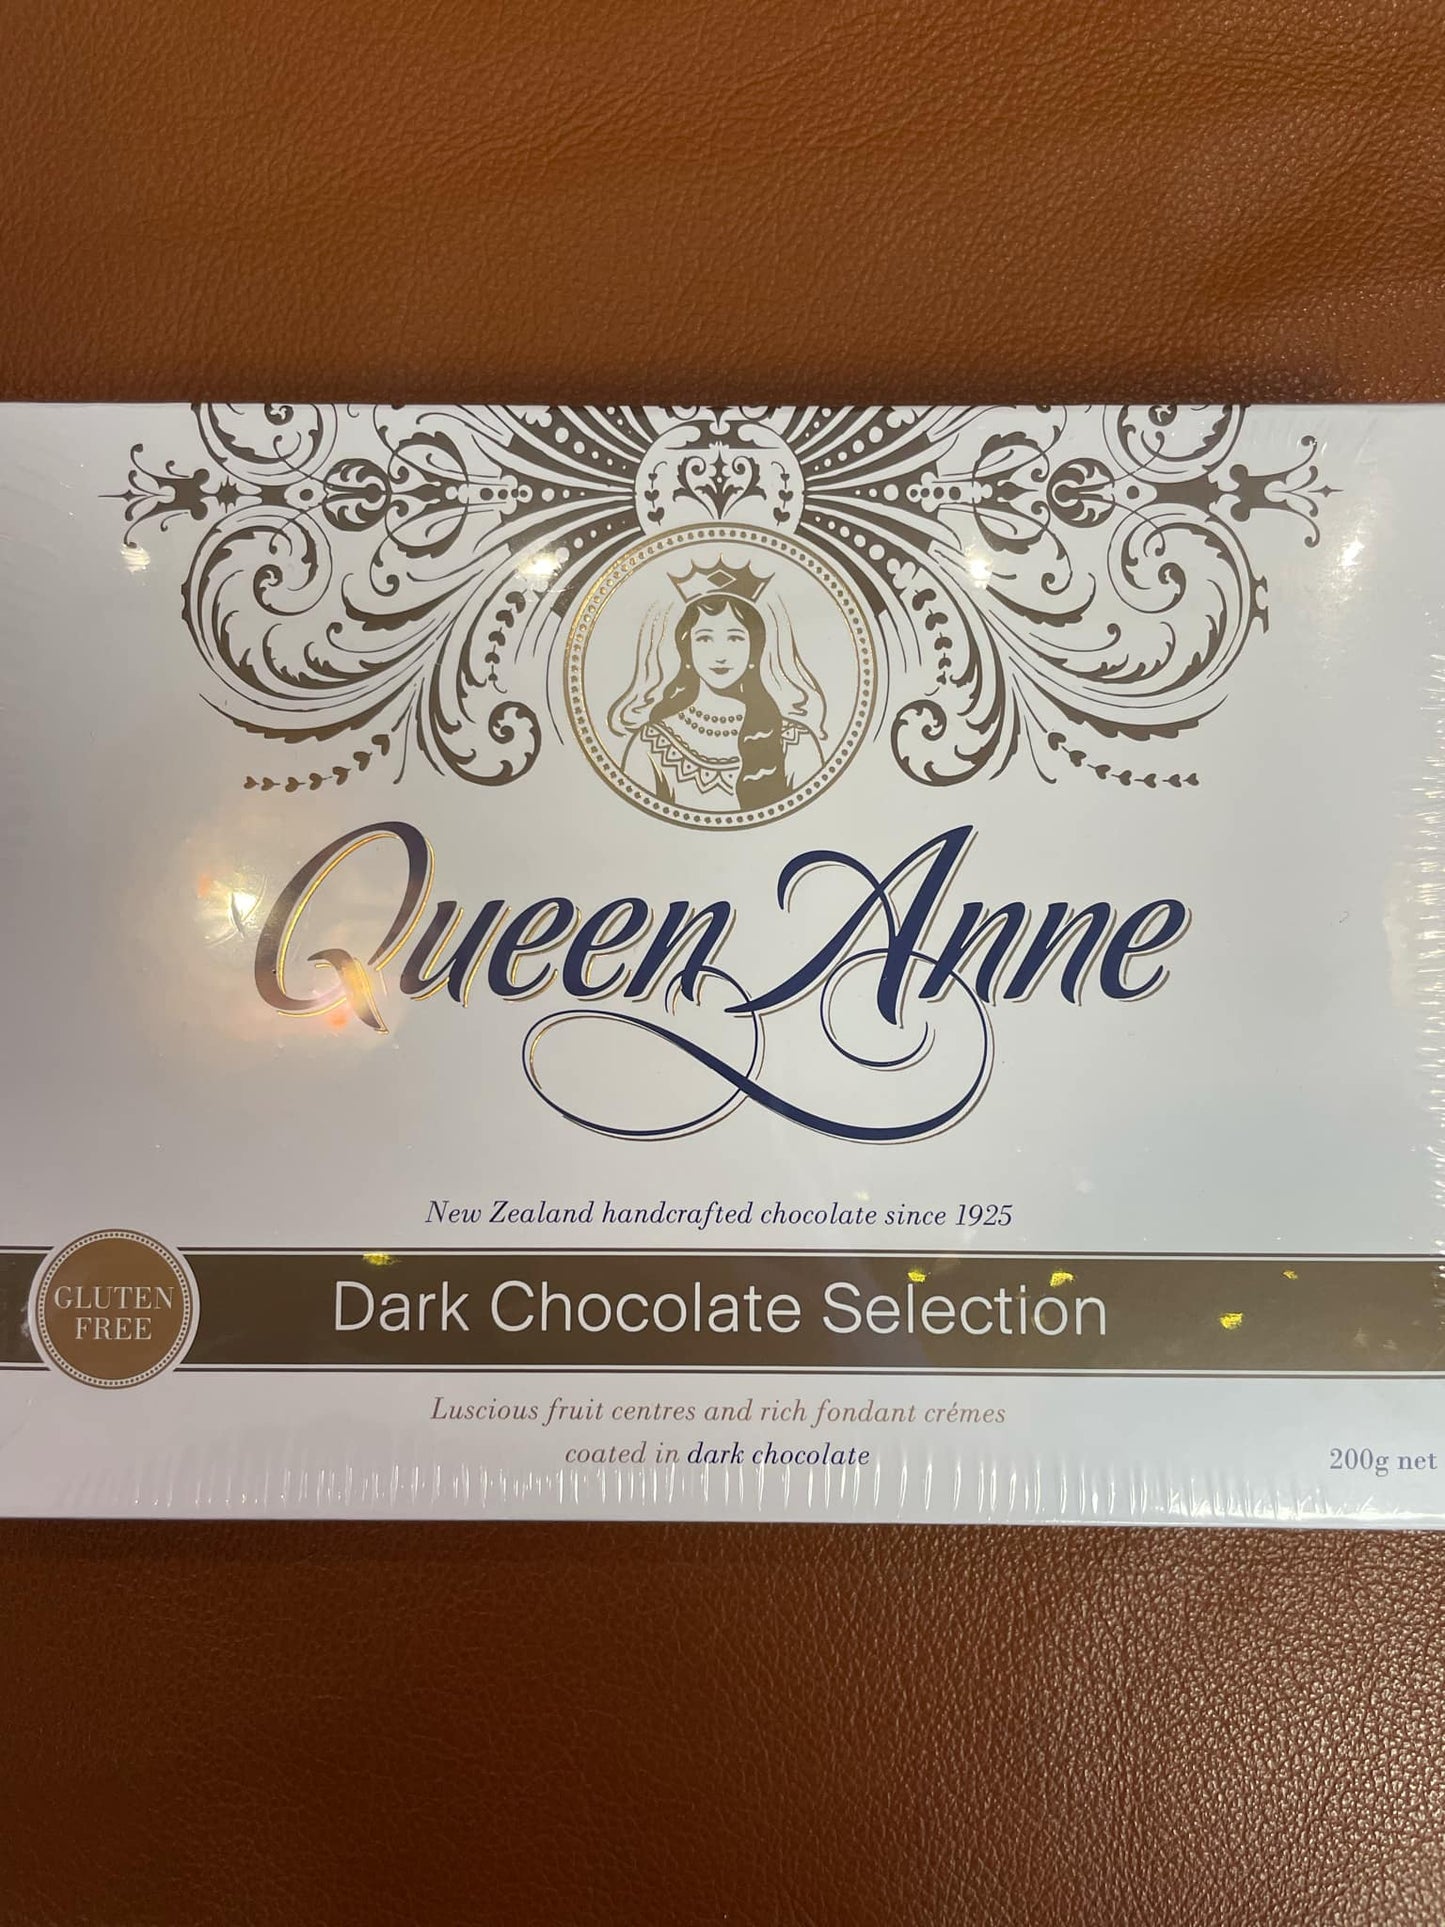 Queen Anne
New Zealand handcrafted chocolate since 1925
GLUTEN
FREE
Dark Chocolate Selection
Luscious fruit centres and rich fondant crémes
coated in dark chocolate
200g net